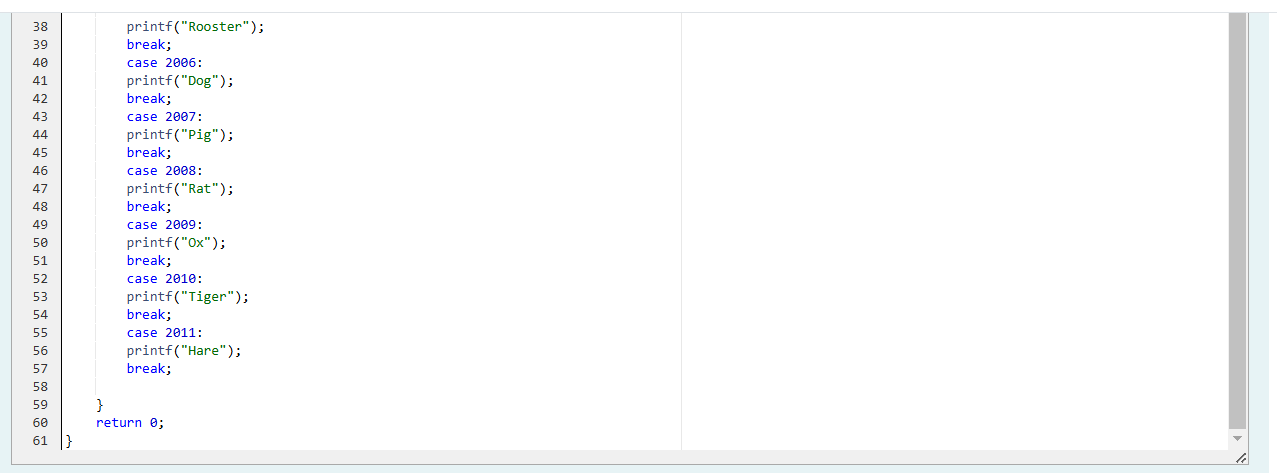 38 printf("Rooster");
39 break;
40 case 2006:
41 printf("Dog");
42 break;
43 case 2007:
44 printf("Pig");
45 break;
46 case 2008:
47 printf("Rat");
48 break;
49 case 2009:
50 printf("Ox");
51 break;
52 case 2010:
53 printf("Tiger");
54 break;
55 case 2011:
56 printf("Hare");
57 break;
58
59 }
60 return 0;
61 }